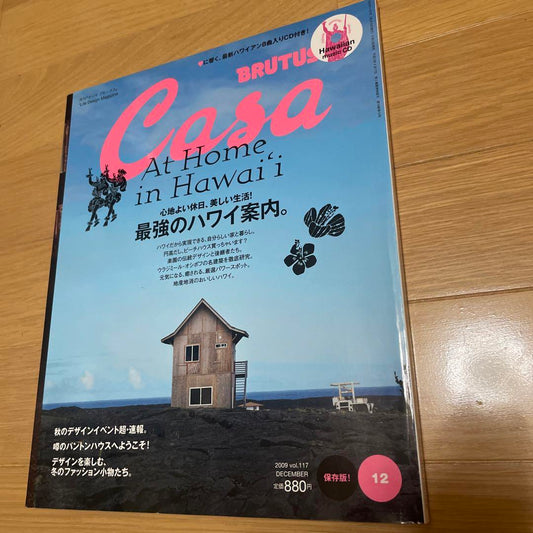 ♥に響く、最新ハワイアン8曲入りCD付き!
Hawaiian
music CD
Life Design Magazine
BRUTUS
Casa
At Home
in Hawai‘i
心地よい休日、美しい生活!
最強のハワイ案内。
ハワイだから実現できる、自分らしい家と暮らし。
円高だし、ビーチハウス買っちゃいます?
楽園の伝統デザインと後継者たち。
ウラジミール・オシポフの名建築を徹底研究。
元気になる、癒される、厳選パワースポット。
地産地消のおいしいハワイ。
秋のデザインイベント超・速報。
噂のパントンハウスへようこそ!
デザインを楽しむ、
冬のファッション小物たち。
2009 vol.117
DECEMBER
定価880円
保存版!
12